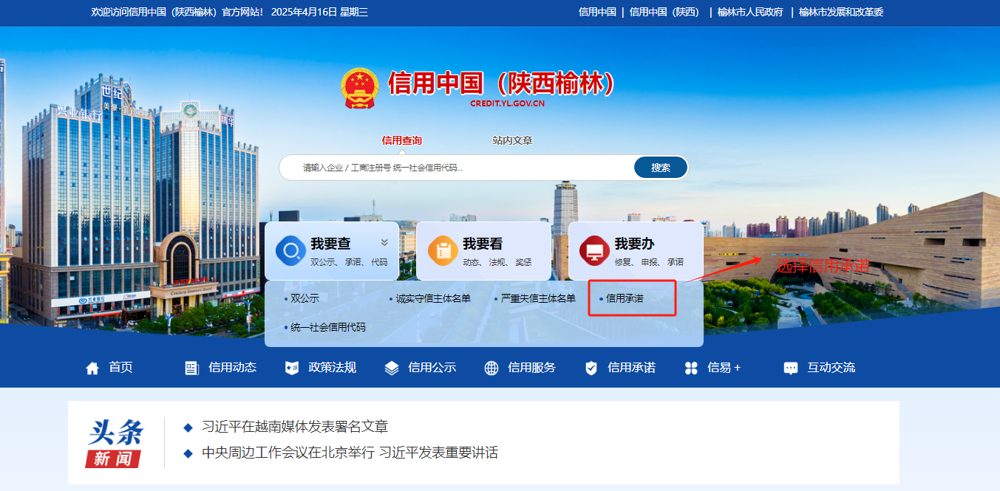 欢迎访问信用中国（陕西榆林）官方网站！ 2025年4月16日 星期三
信用中国 | 信用中国（陕西） | 榆林市人民政府 | 榆林市发展和改革委
信用中国（陕西榆林）
CREDIT.YL.GOV.CN
世纪
兴业银行
信用查询 站内文章
请输入企业 / 工商注册号 统一社会信用代码...
搜索
我要查
双公示、 承诺、 代码
我要看
动态、 法规、 奖惩
我要办
修复、 申报、 承诺
选择信用承诺
双公示 诚实守信主体名单 严重失信主体名单 信用承诺
统一社会信用代码
兴业银行
首页 信用动态 政策法规 信用公示 信用服务 信用承诺 信易 + 互动交流
头条
新闻
习近平在越南媒体发表署名文章
中央周边工作会议在北京举行 习近平发表重要讲话